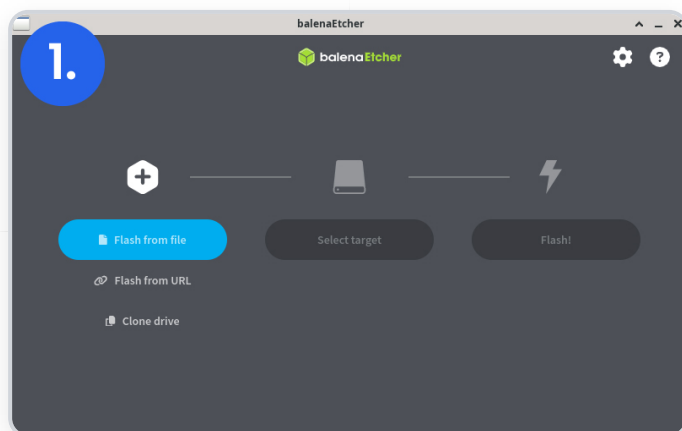 balenaEtcher
1.
balenaEtcher
?
Flash from file
Select target
Flash!
Flash from URL
Clone drive